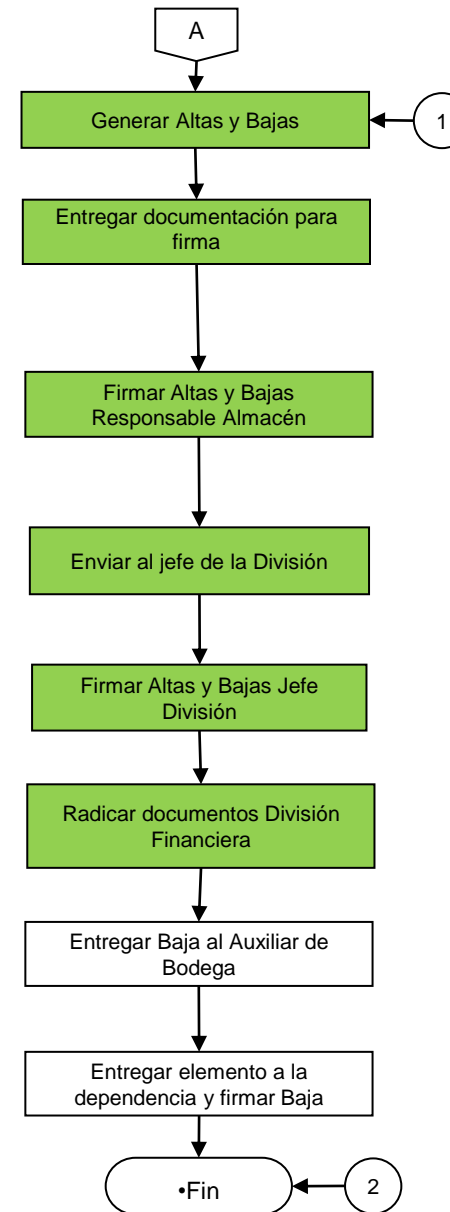 A
Generar Altas y Bajas
1
Entregar documentación para
firma
Firmar Altas y Bajas
Responsable Almacén
Enviar al jefe de la División
Firmar Altas y Bajas Jefe
División
Radicar documentos División
Financiera
Entregar Baja al Auxiliar de
Bodega
Entregar elemento a la
dependencia y firmar Baja
•Fin
2